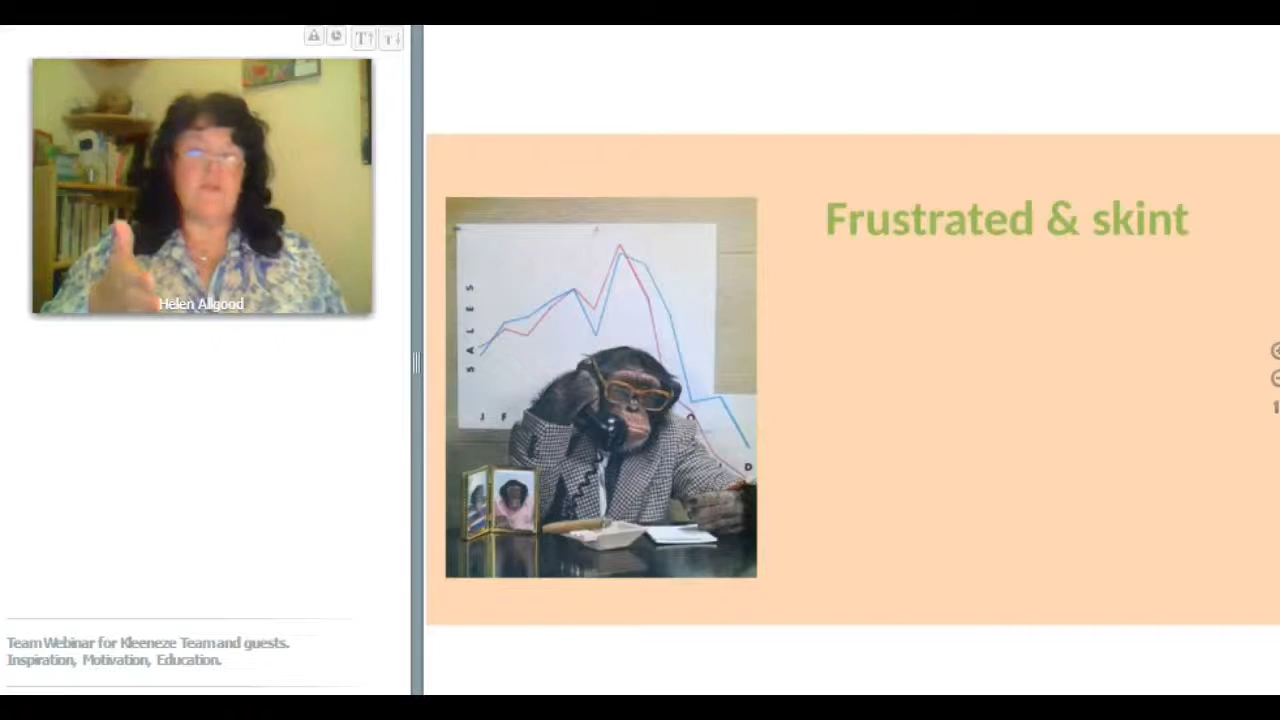 T↑ T↓
Helen Allgood
Frustrated & skint
SALES
J F
O
D
Team Webinar for Kleeneze Team and guests.
Inspiration, Motivation, Education.